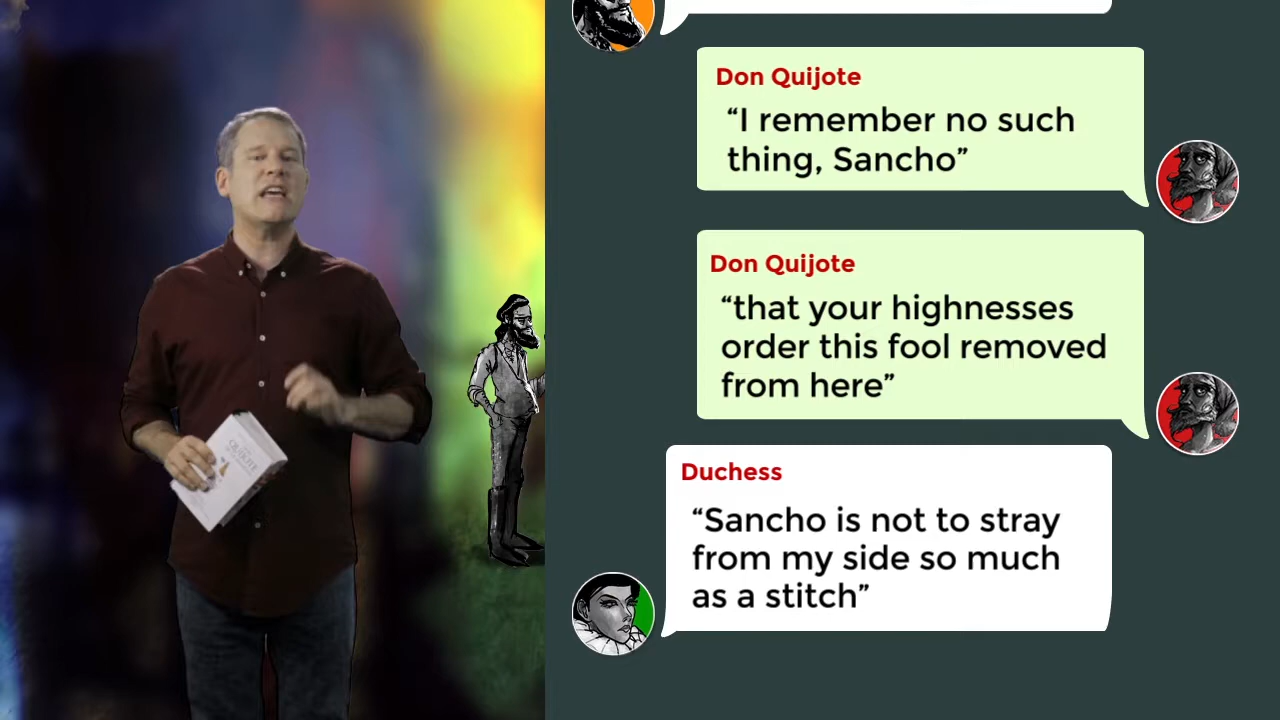 Don Quijote
“I remember no such
thing, Sancho”
Don Quijote
“that your highnesses
order this fool removed
from here”
Duchess
“Sancho is not to stray
from my side so much
as a stitch”
QUIJOTE